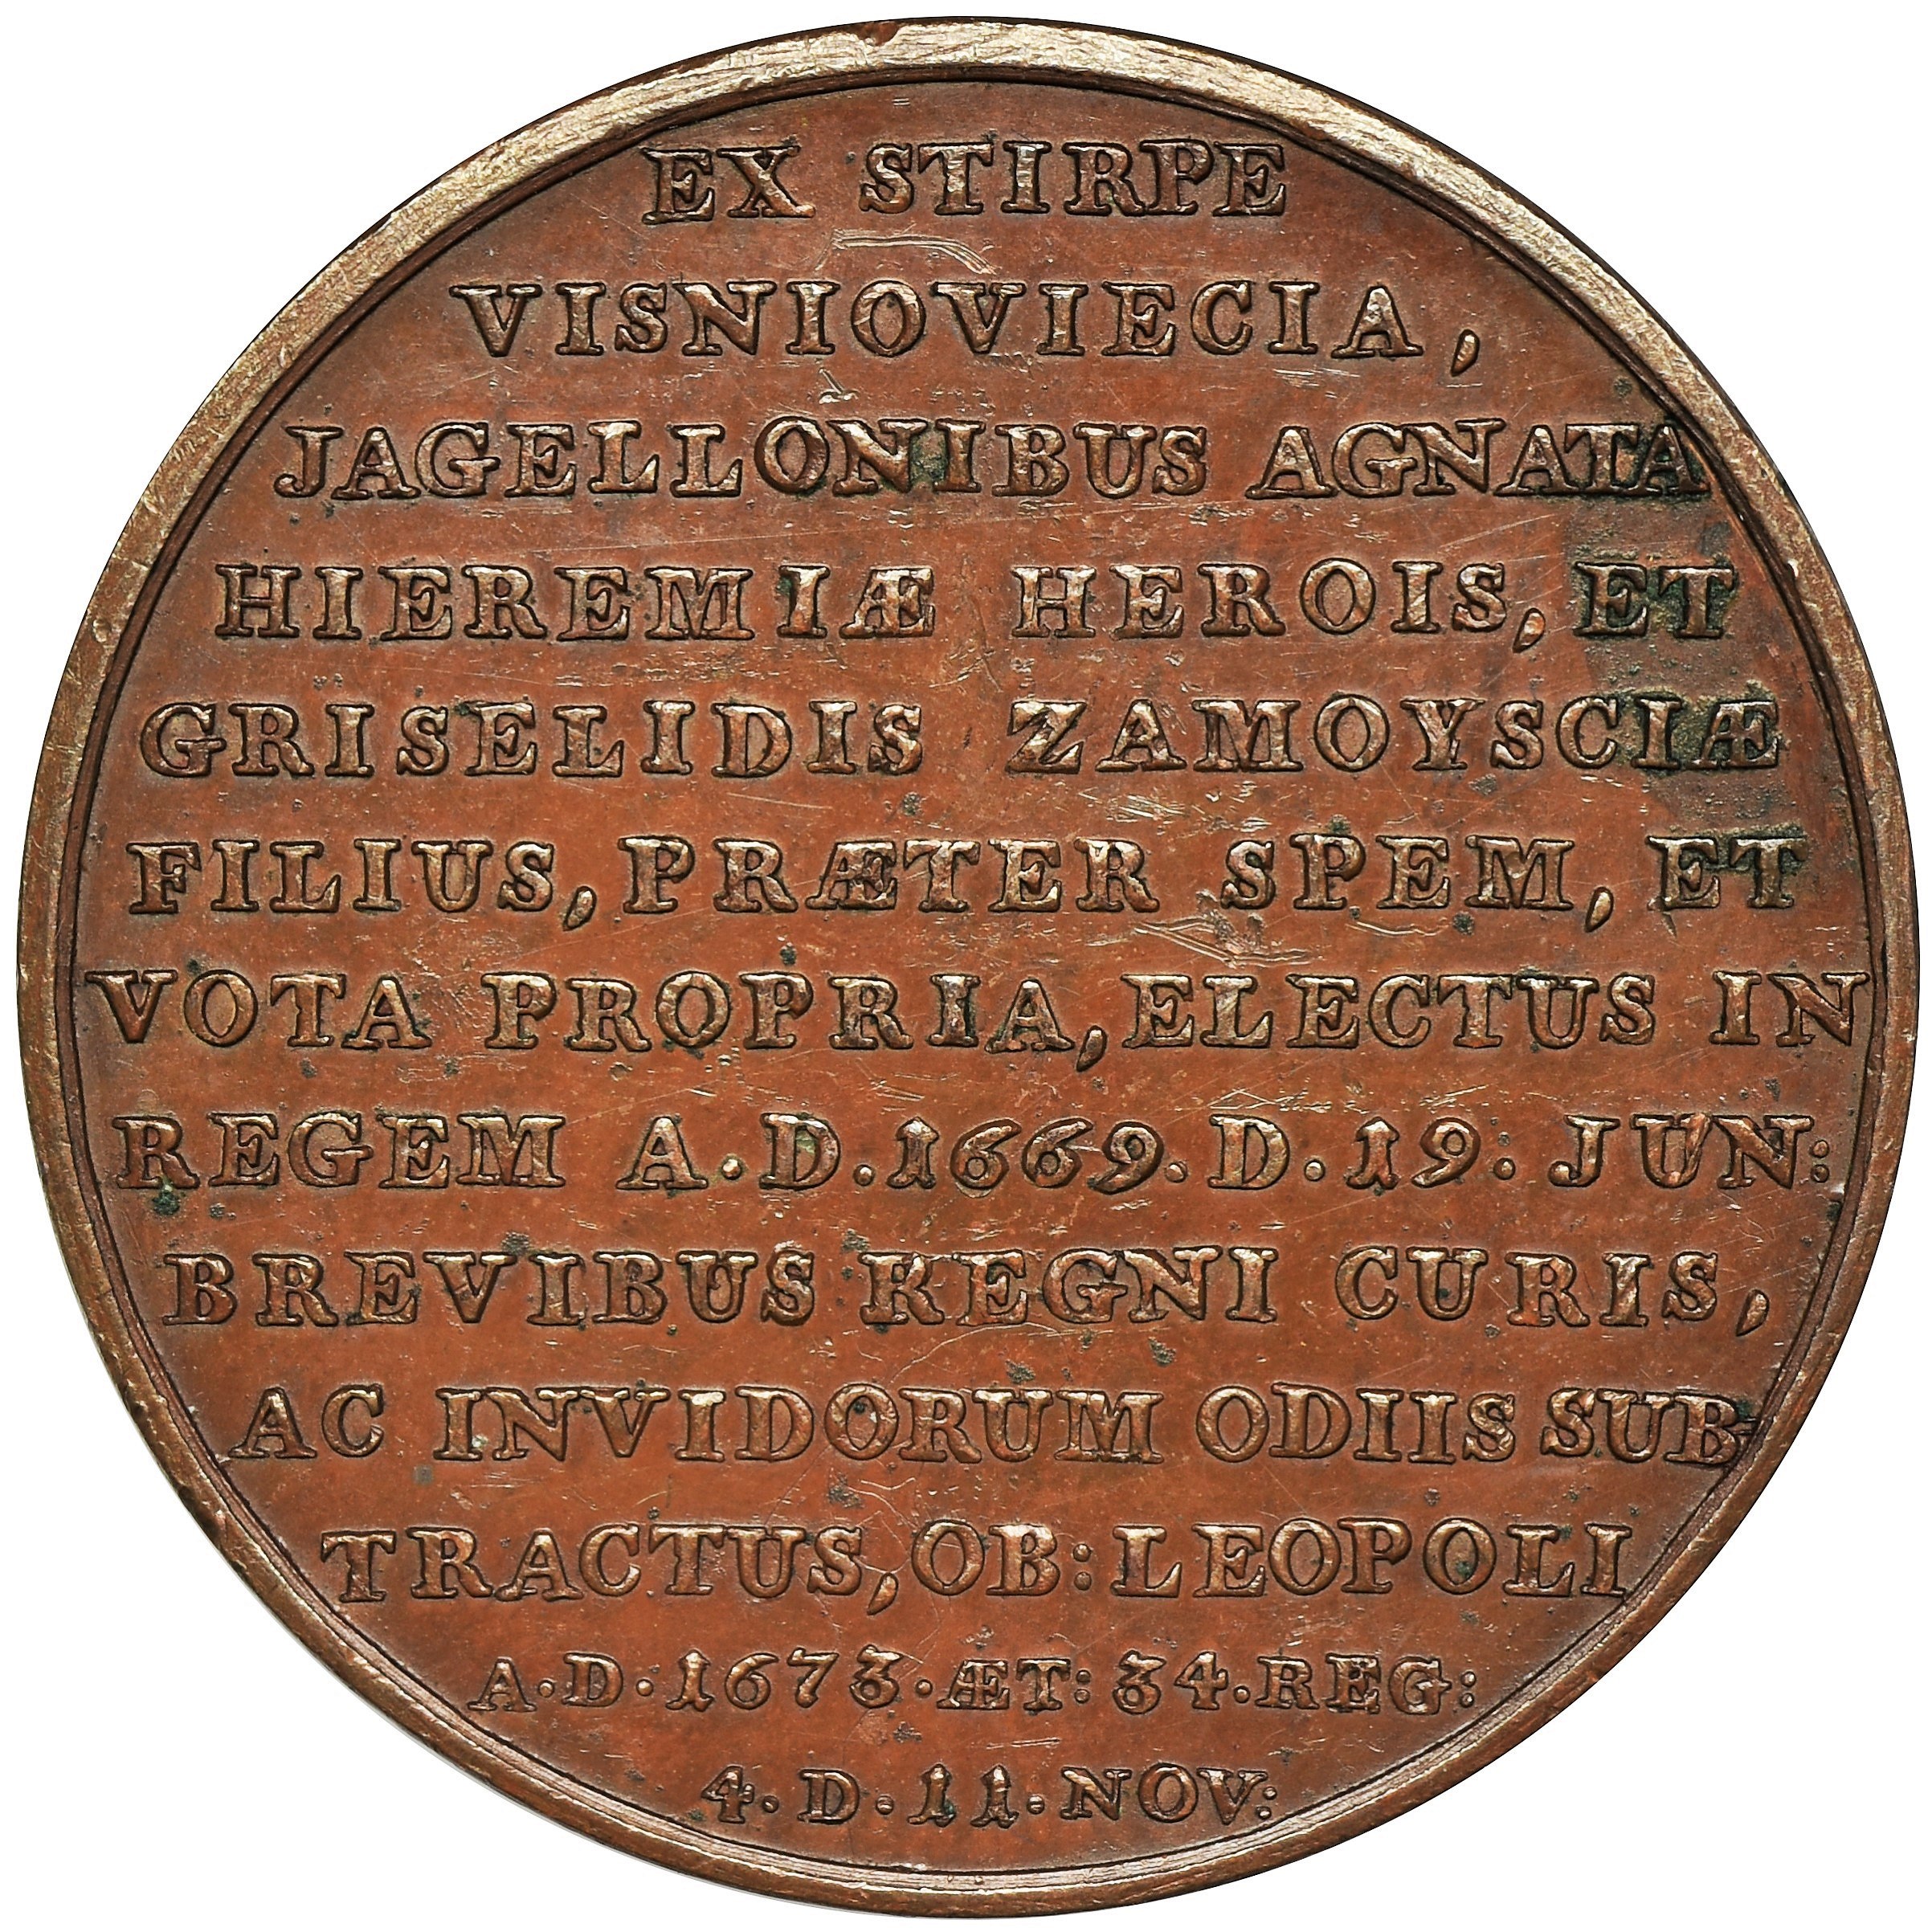 EX STIRPE
VISNIOVIECIA,
JAGELLONIBUS AGNATA
HIEREMIÆ HEROIS, ET
GRISELIDIS ZAMOYSCIÆ
FILIUS, PRÆTER SPEM, ET
VOTA PROPRIA, ELECTUS IN
REGEM A.D.1669.D.19. JUN:
BREVIBUS REGNI CURIS,
AC INVIDORUM ODIIS SUB-
TRACTUS, OB: LEOPOLI
A.D.1673.ÆT:34.REG:
4.D.11.NOV: